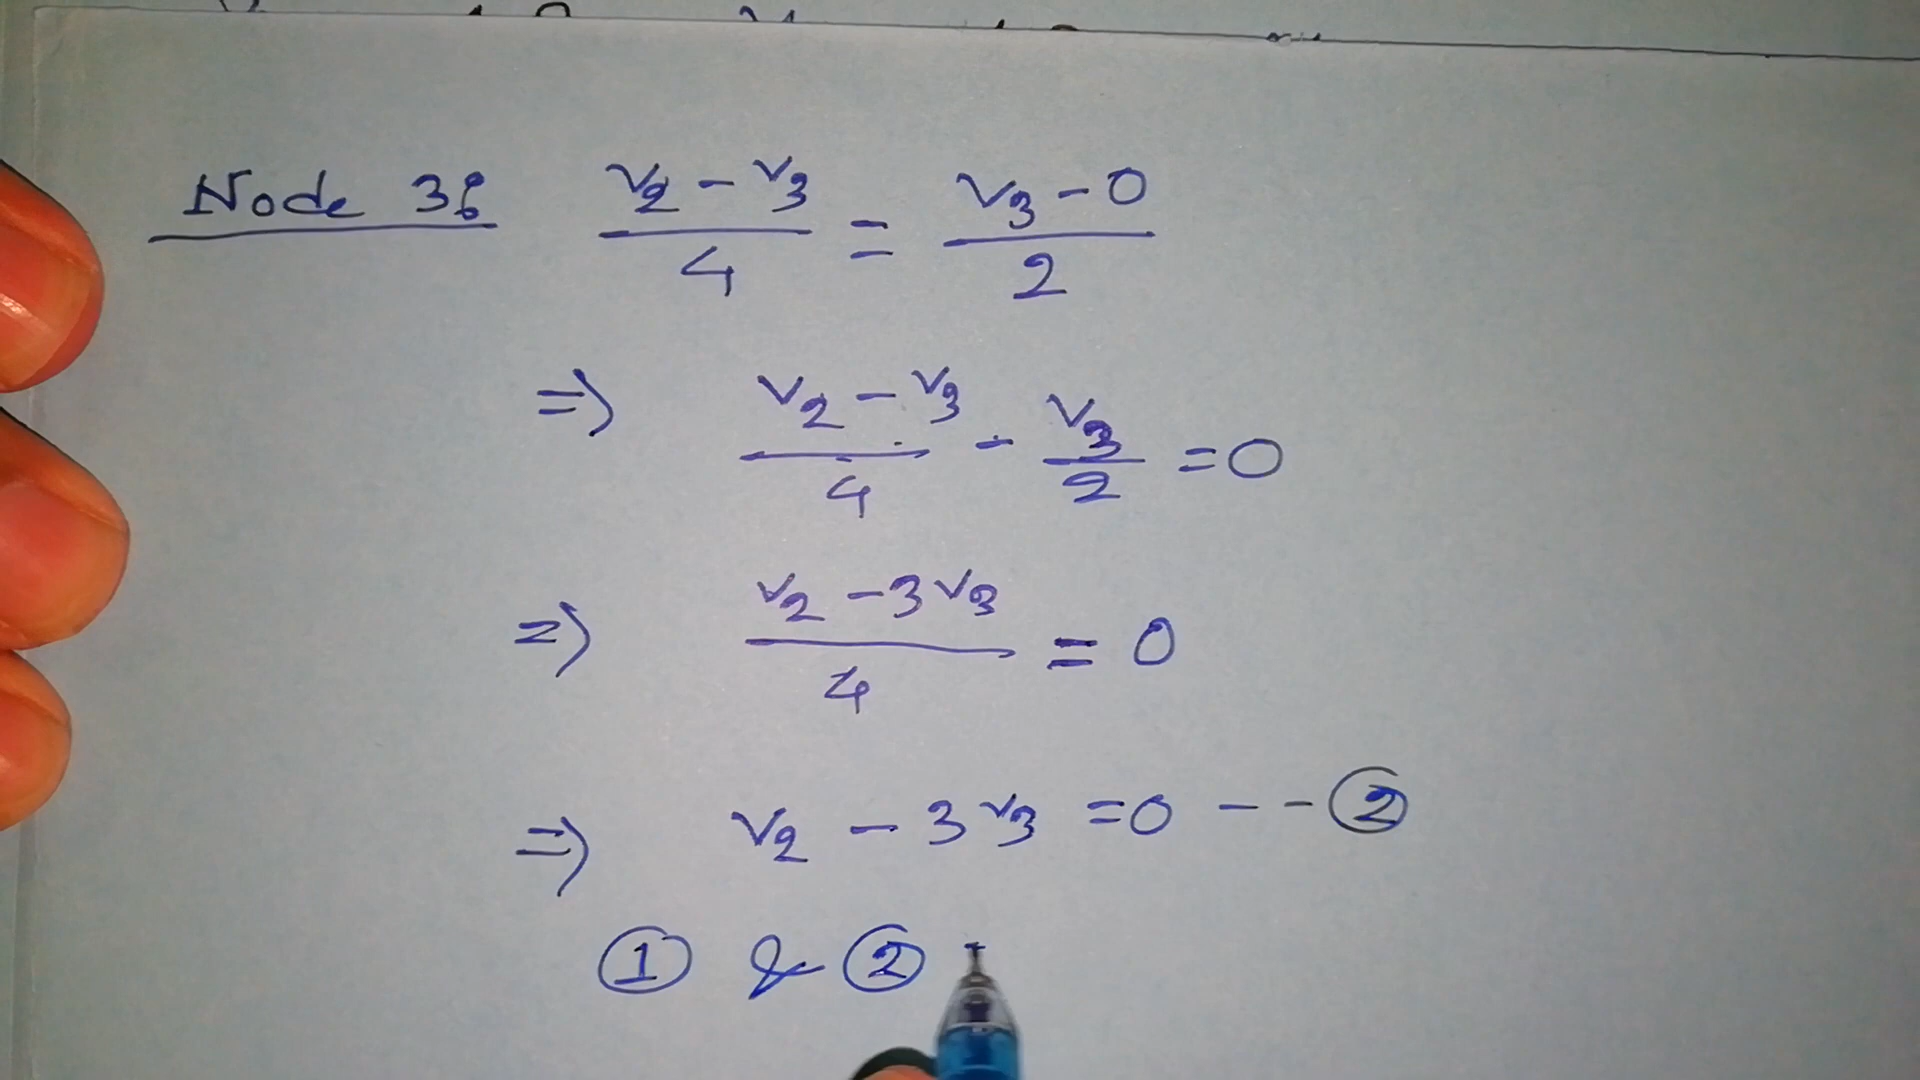 Node 3: (V2 - V3)/4 = (V3 - 0)/2
=> (V2 - V3)/4 - V3/2 = 0
=> (V2 - 3V3)/4 = 0
=> V2 - 3V3 = 0 -- ②
① & ②